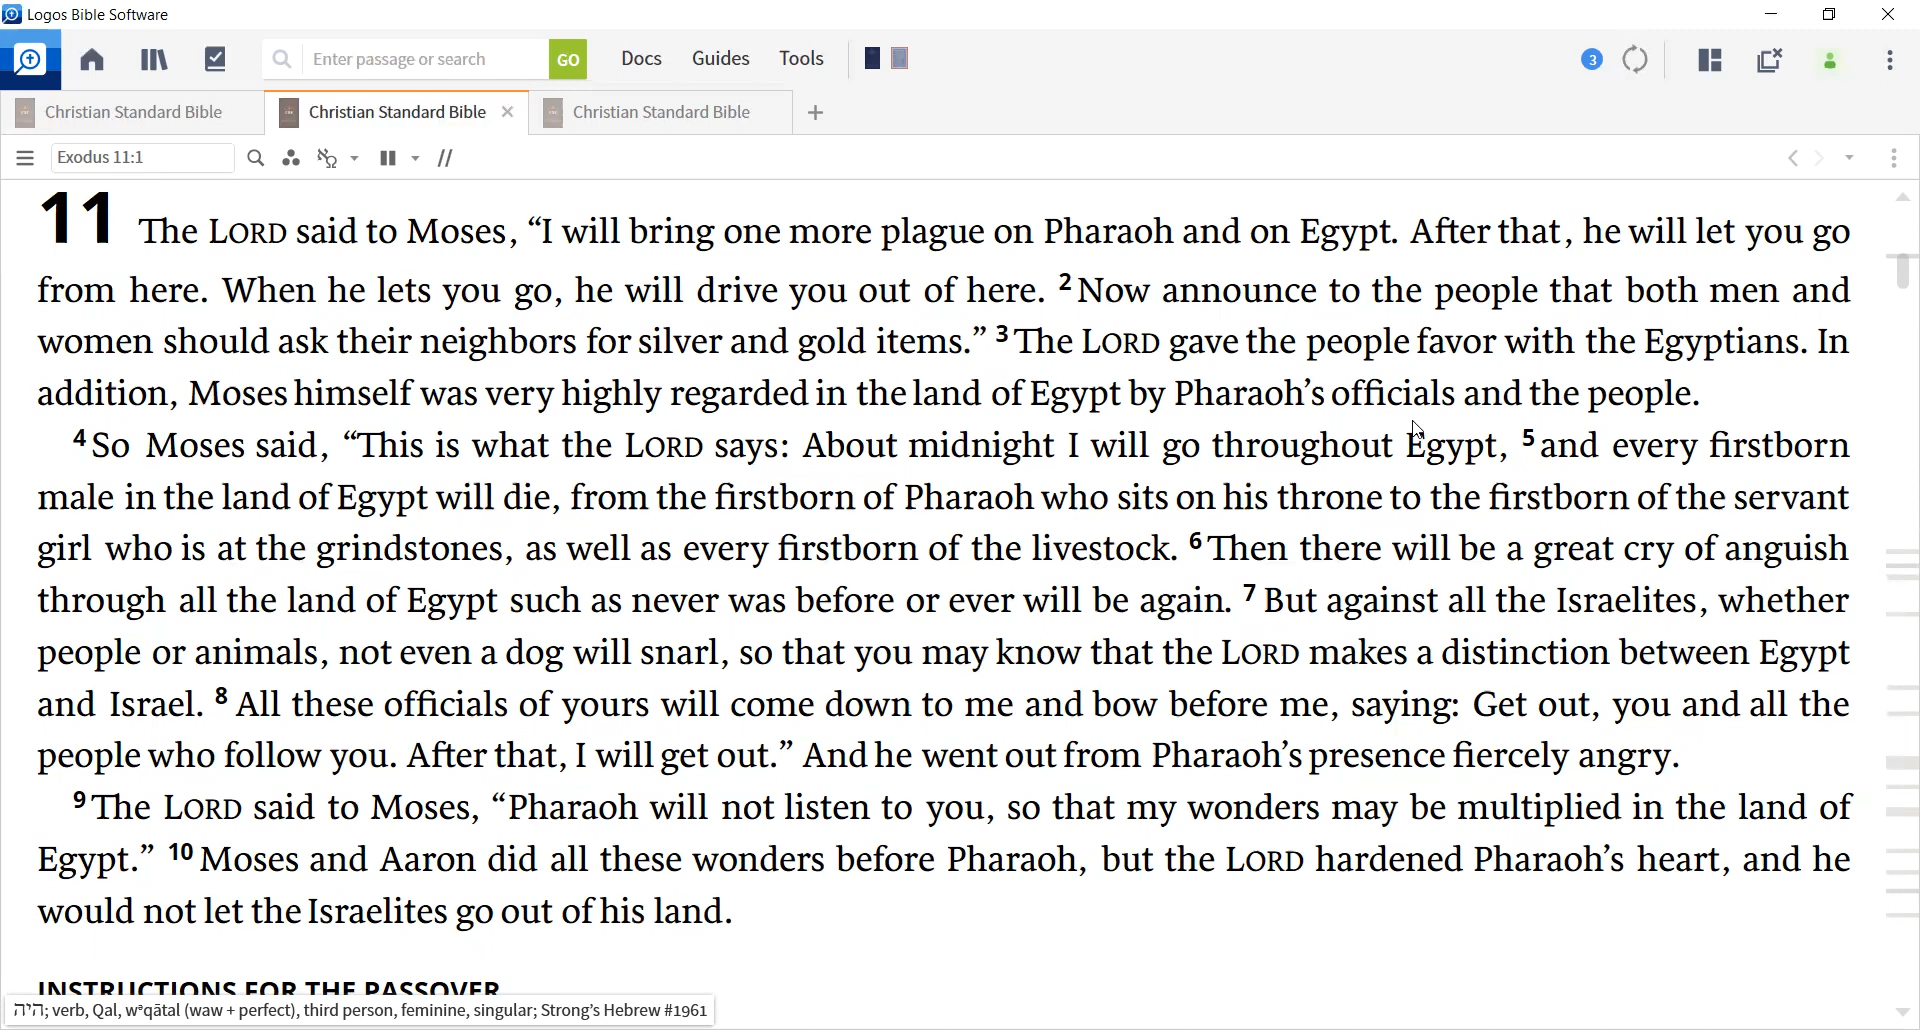 Logos Bible Software
Enter passage or search GO Docs Guides Tools 3
Christian Standard Bible Christian Standard Bible Christian Standard Bible
Exodus 11:1
11 The LORD said to Moses, “I will bring one more plague on Pharaoh and on Egypt. After that, he will let you go
from here. When he lets you go, he will drive you out of here. 2 Now announce to the people that both men and
women should ask their neighbors for silver and gold items.” 3 The LORD gave the people favor with the Egyptians. In
addition, Moses himself was very highly regarded in the land of Egypt by Pharaoh’s officials and the people.
4 So Moses said, “This is what the LORD says: About midnight I will go throughout Egypt, 5 and every firstborn
male in the land of Egypt will die, from the firstborn of Pharaoh who sits on his throne to the firstborn of the servant
girl who is at the grindstones, as well as every firstborn of the livestock. 6 Then there will be a great cry of anguish
through all the land of Egypt such as never was before or ever will be again. 7 But against all the Israelites, whether
people or animals, not even a dog will snarl, so that you may know that the LORD makes a distinction between Egypt
and Israel. 8 All these officials of yours will come down to me and bow before me, saying: Get out, you and all the
people who follow you. After that, I will get out.” And he went out from Pharaoh’s presence fiercely angry.
9 The LORD said to Moses, “Pharaoh will not listen to you, so that my wonders may be multiplied in the land of
Egypt.” 10 Moses and Aaron did all these wonders before Pharaoh, but the LORD hardened Pharaoh’s heart, and he
would not let the Israelites go out of his land.
INSTRUCTIONS FOR THE PASSOVER
היה; verb, Qal, wᵊqātal (waw + perfect), third person, feminine, singular; Strong’s Hebrew #1961